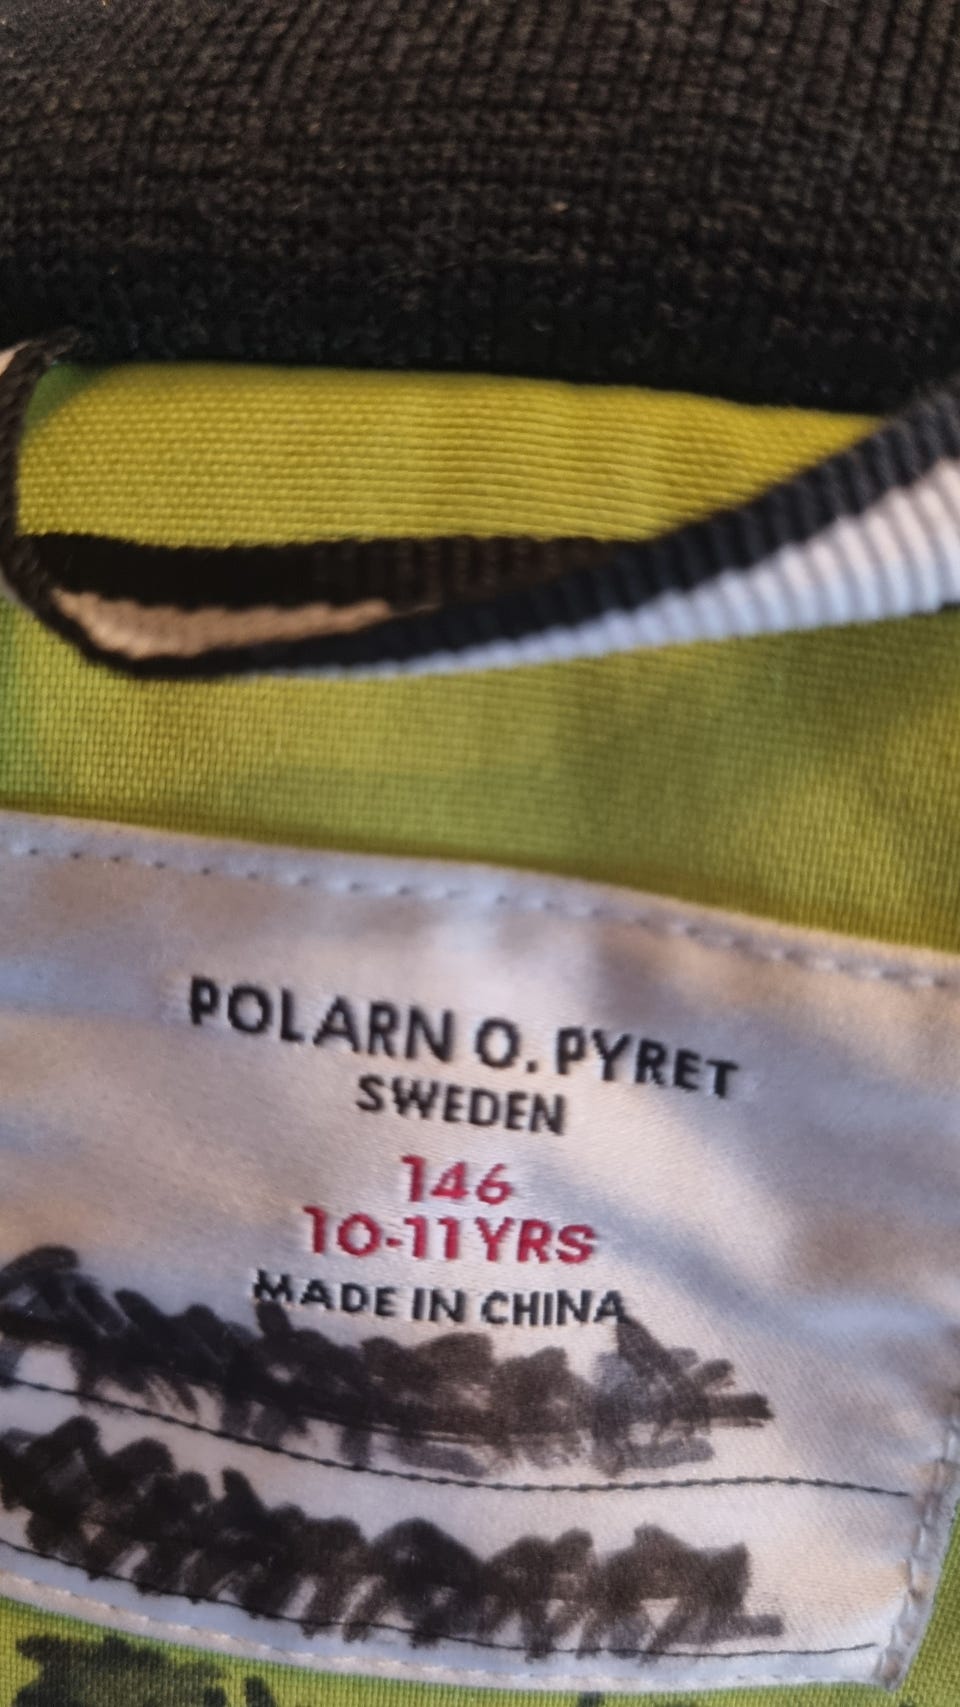 POLARN O. PYRET
SWEDEN
146
10-11 YRS
MADE IN CHINA